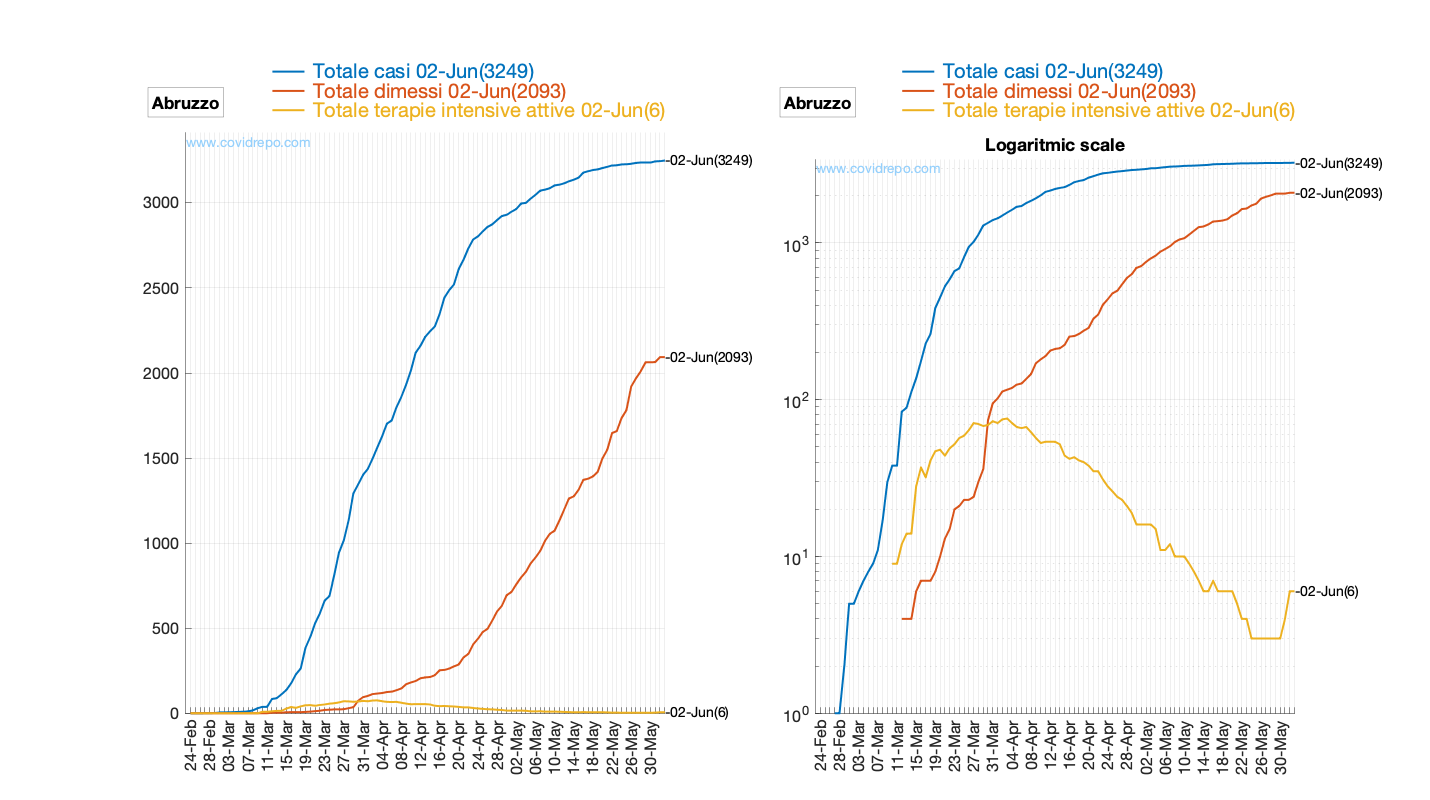 Totale casi 02-Jun(3249)
Totale dimessi 02-Jun(2093)
Totale terapie intensive attive 02-Jun(6)
Abruzzo
www.covidrepo.com
3000
2500
2000
1500
1000
500
0
02-Jun(3249)
02-Jun(2093)
02-Jun(6)
24-Feb
28-Feb
03-Mar
07-Mar
11-Mar
15-Mar
19-Mar
23-Mar
27-Mar
31-Mar
04-Apr
08-Apr
12-Apr
16-Apr
20-Apr
24-Apr
28-Apr
02-May
06-May
10-May
14-May
18-May
22-May
26-May
30-May
Totale casi 02-Jun(3249)
Totale dimessi 02-Jun(2093)
Totale terapie intensive attive 02-Jun(6)
Abruzzo
Logaritmic scale
www.covidrepo.com
10³
10²
10¹
10⁰
02-Jun(3249)
02-Jun(2093)
02-Jun(6)
24-Feb
28-Feb
03-Mar
07-Mar
11-Mar
15-Mar
19-Mar
23-Mar
27-Mar
31-Mar
04-Apr
08-Apr
12-Apr
16-Apr
20-Apr
24-Apr
28-Apr
02-May
06-May
10-May
14-May
18-May
22-May
26-May
30-May